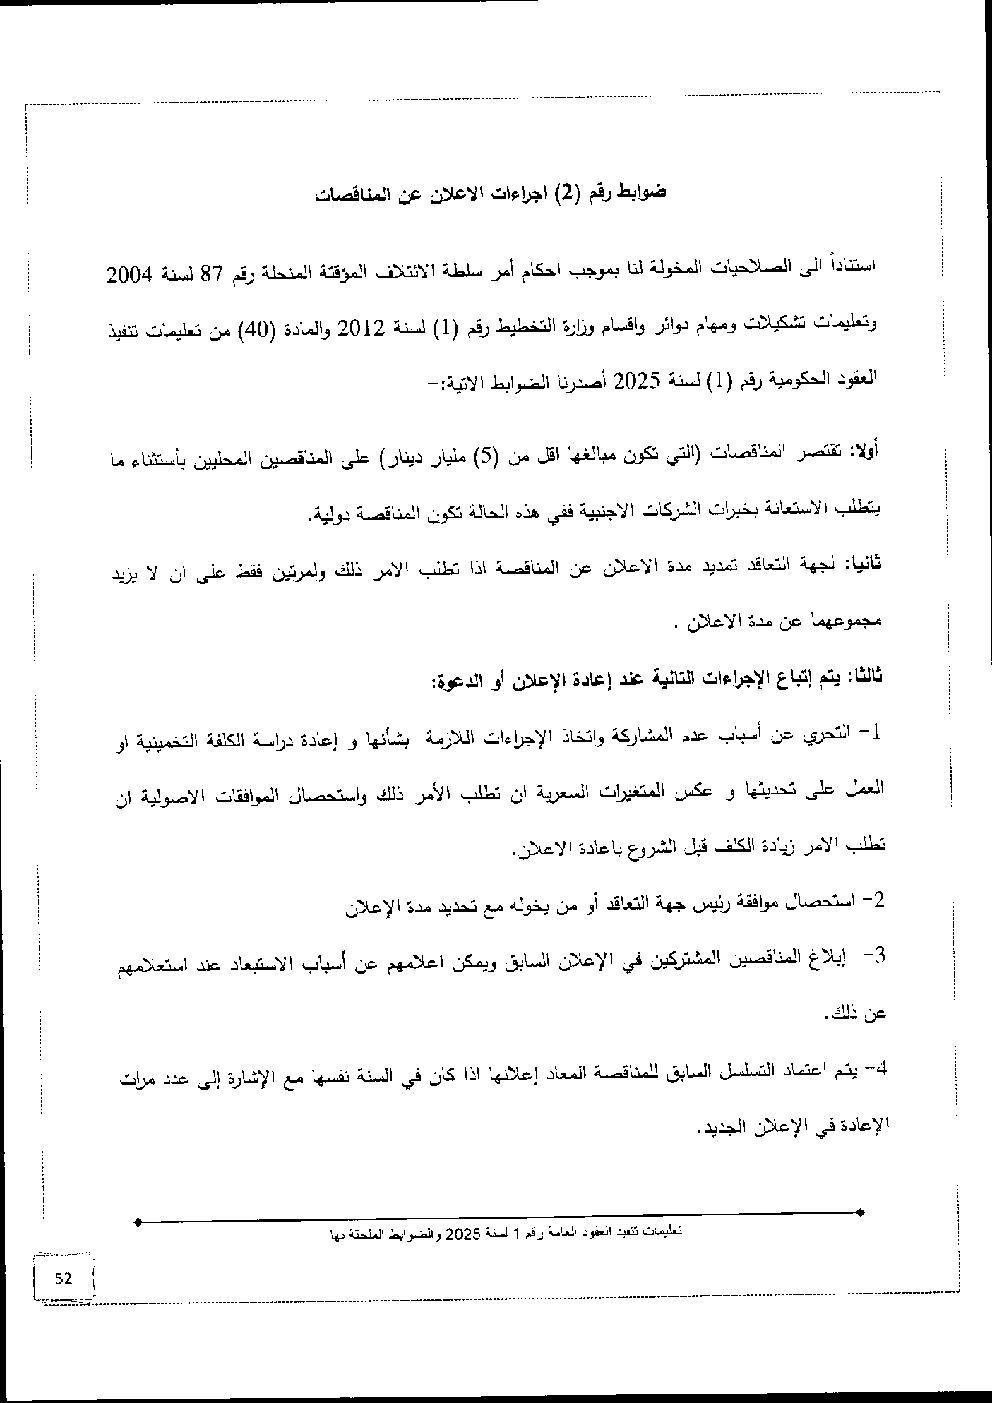 ضوابط رقم (2) اجراءات الاعلان عن المناقصات
استناداً الى الصلاحيات المخولة لنا بموجب احكام أمر سلطة الائتلاف المؤقتة المنحلة رقم 87 لسنة 2004
وتعليمات تشكيلات ومهام دوائر واقسام وزارة التخطيط رقم (1) لسنة 2012 والمادة (40) من تعليمات تنفيذ
العقود الحكومية رقم (1) لسنة 2025 أصدرنا الضوابط الاتية:-
أولا: تقتصر المناقصات (التي تكون مبالغها اقل من (5) مليار دينار) على المناقصين المحليين بأستثناء ما
يتطلب الاستعانة بخبرات الشركات الاجنبية ففي هذه الحالة تكون المناقصة دولية.
ثانيا: لجهة التعاقد تمديد مدة الاعلان عن المناقصة اذا تطلب الامر ذلك ولمرتين فقط على ان لا يزيد
مجموعهما عن مدة الاعلان .
ثالثا: يتم إتباع الإجراءات التالية عند إعادة الإعلان أو الدعوة:
1- التحري عن أسباب عدم المشاركة واتخاذ الإجراءات اللازمة بشأنها و إعادة دراسة الكلفة التخمينية او
العمل على تحديثها و عكس المتغيرات السعرية ان تطلب الأمر ذلك واستحصال الموافقات الاصولية ان
تطلب الامر زيادة الكلف قبل الشروع باعادة الاعلان.
2- استحصال موافقة رئيس جهة التعاقد أو من يخوله مع تحديد مدة الإعلان
3- إبلاغ المناقصين المشتركين في الإعلان السابق ويمكن اعلامهم عن أسباب الاستبعاد عند استعلامهم
عن ذلك.
4- يتم اعتماد التسلسل السابق للمناقصة المعاد إعلانها اذا كان في السنة نفسها مع الإشارة إلى عدد مرات
الإعادة في الإعلان الجديد.
تعليمات تنفيذ العقود العامة رقم 1 لسنة 2025 والضوابط الملحقة بها
52